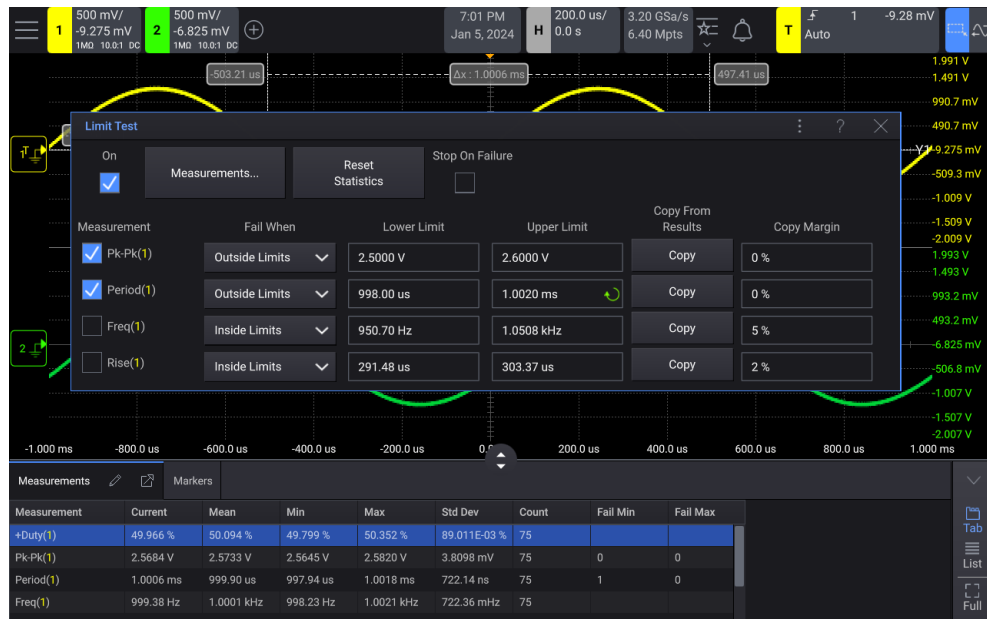 1 500 mV/ -9.275 mV 1MΩ 10.0:1 DC
2 500 mV/ -6.825 mV 1MΩ 10.0:1 DC
7:01 PM
Jan 5, 2024
H 200.0 us/ 0.0 s
3.20 GSa/s
6.40 Mpts
T 1 -9.28 mV
Auto
1.991 V
-503.21 us Δx : 1.0006 ms 497.41 us 1.491 V
990.7 mV
Limit Test ? 490.7 mV
1T Y1 -9.275 mV
On Stop On Failure
Measurements... Reset Statistics
-509.3 mV
-1.009 V
Measurement Fail When Lower Limit Upper Limit Copy From Results Copy Margin -1.509 V
-2.009 V
Pk-Pk(1) Outside Limits 2.5000 V 2.6000 V Copy 0 % 1.993 V
1.493 V
Period(1) Outside Limits 998.00 us 1.0020 ms Copy 0 % 993.2 mV
Freq(1) Inside Limits 950.70 Hz 1.0508 kHz Copy 5 % 493.2 mV
2 -6.825 mV
Rise(1) Inside Limits 291.48 us 303.37 us Copy 2 % -506.8 mV
-1.007 V
-1.507 V
-2.007 V
-1.000 ms -800.0 us -600.0 us -400.0 us -200.0 us 200.0 us 400.0 us 600.0 us 800.0 us 1.000 ms
Measurements Markers
Measurement Current Mean Min Max Std Dev Count Fail Min Fail Max
+Duty(1) 49.966 % 50.094 % 49.799 % 50.352 % 89.011E-03 % 75
Pk-Pk(1) 2.5684 V 2.5733 V 2.5645 V 2.5820 V 3.8098 mV 75 0 0
Period(1) 1.0006 ms 999.90 us 997.94 us 1.0018 ms 722.14 ns 75 1 0
Freq(1) 999.38 Hz 1.0001 kHz 998.23 Hz 1.0021 kHz 722.36 mHz 75
Tab
List
Full